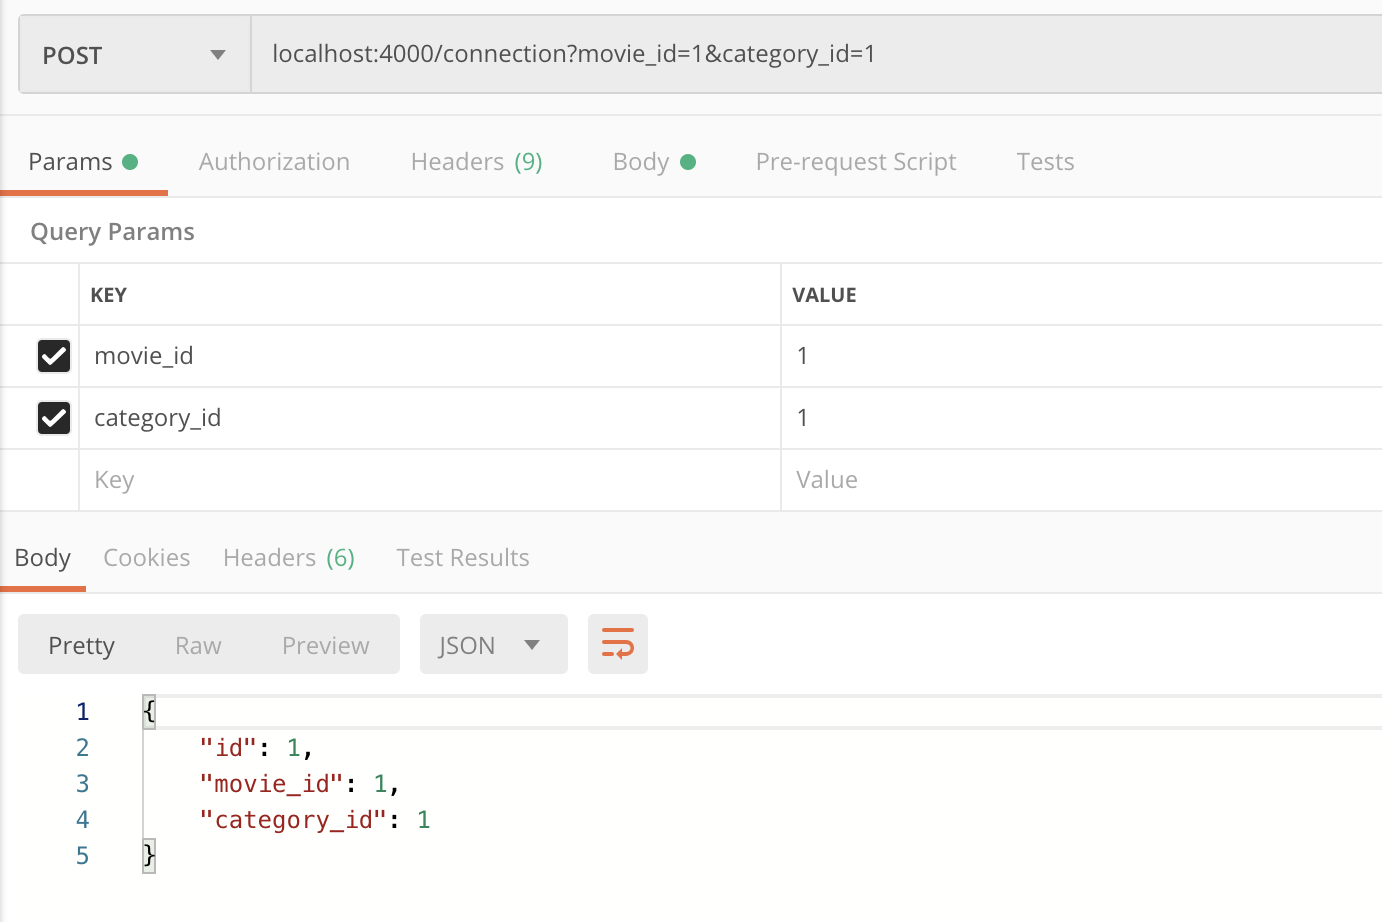 POST localhost:4000/connection?movie_id=1&category_id=1
Params Authorization Headers (9) Body Pre-request Script Tests
Query Params
KEY VALUE
movie_id 1
category_id 1
Key Value
Body Cookies Headers (6) Test Results
Pretty Raw Preview JSON
1 {
2 "id": 1,
3 "movie_id": 1,
4 "category_id": 1
5 }